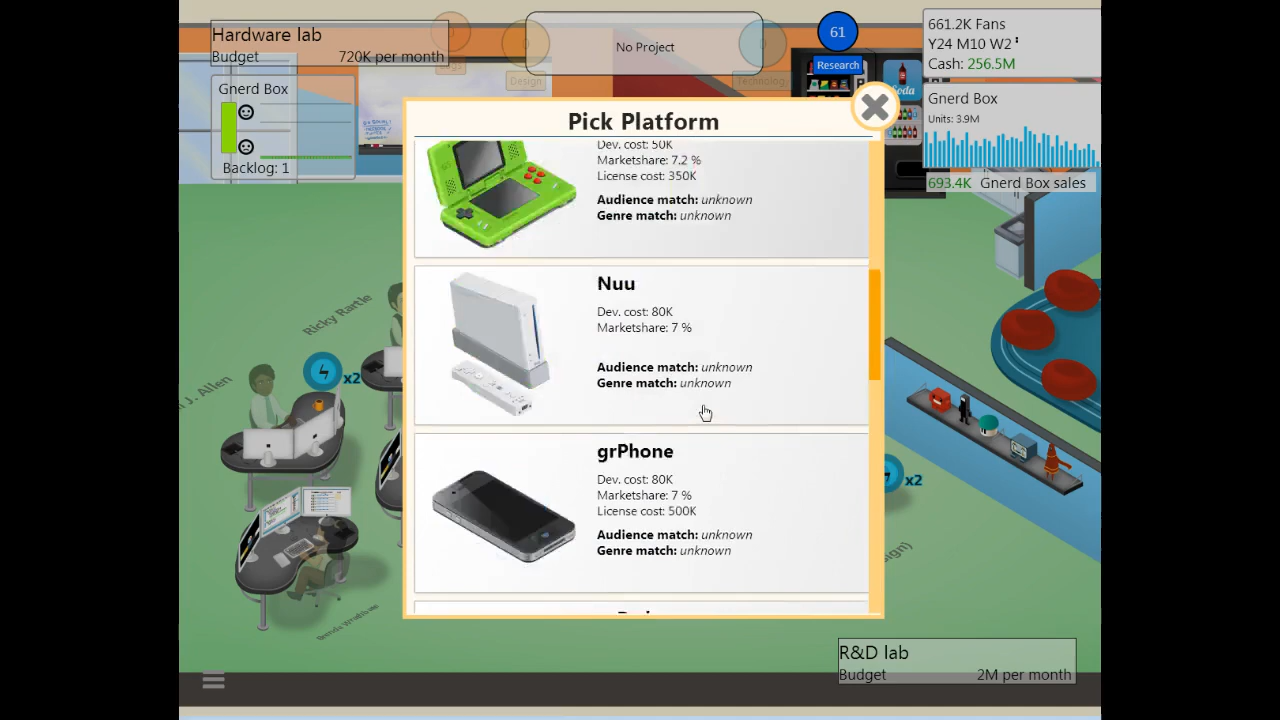 Hardware lab
Budget 720K per month
Gnerd Box
Backlog: 1
No Project
Design
61
Research
Soda
661.2K Fans
Y24 M10 W2
Cash: 256.5M
Gnerd Box
Units: 3.9M
693.4K Gnerd Box sales
Pick Platform
Dev. cost: 50K
Marketshare: 7.2 %
License cost: 350K
Audience match: unknown
Genre match: unknown
Nuu
Dev. cost: 80K
Marketshare: 7 %
Audience match: unknown
Genre match: unknown
grPhone
Dev. cost: 80K
Marketshare: 7 %
License cost: 500K
Audience match: unknown
Genre match: unknown
Ricky Rartle
J. Allen
x2
x2
R&D lab
Budget 2M per month